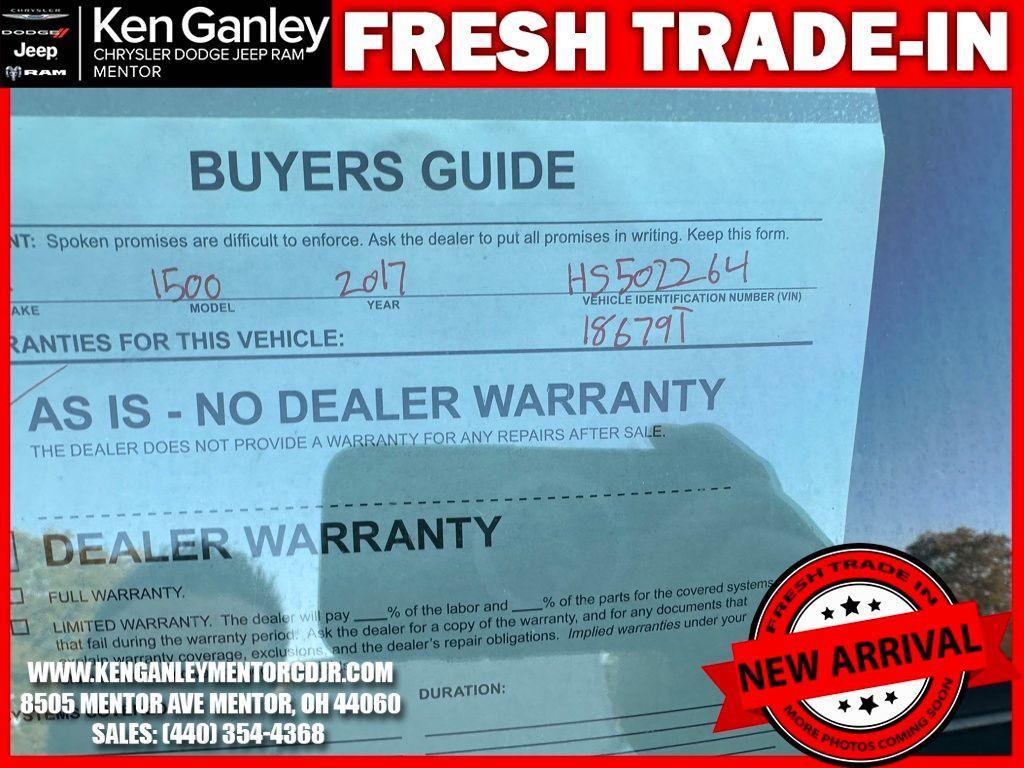 CHRYSLER
DODGE
Jeep
RAM
Ken Ganley
CHRYSLER DODGE JEEP RAM
MENTOR
FRESH TRADE-IN
BUYERS GUIDE
NT: Spoken promises are difficult to enforce. Ask the dealer to put all promises in writing. Keep this form.
1500 2017 HS502264
AKE MODEL YEAR VEHICLE IDENTIFICATION NUMBER (VIN)
18679T
RANTIES FOR THIS VEHICLE:
AS IS - NO DEALER WARRANTY
THE DEALER DOES NOT PROVIDE A WARRANTY FOR ANY REPAIRS AFTER SALE.
DEALER WARRANTY
FULL WARRANTY.
LIMITED WARRANTY. The dealer will pay ___% of the labor and ___% of the parts for the covered systems
that fail during the warranty period. Ask the dealer for a copy of the warranty, and for any documents that
explain warranty coverage, exclusions, and the dealer's repair obligations. Implied warranties under your
DURATION:
WWW.KENGANLEYMENTORCDJR.COM
8505 MENTOR AVE MENTOR, OH 44060
SALES: (440) 354-4368
FRESH TRADE IN
NEW ARRIVAL
MORE PHOTOS COMING SOON